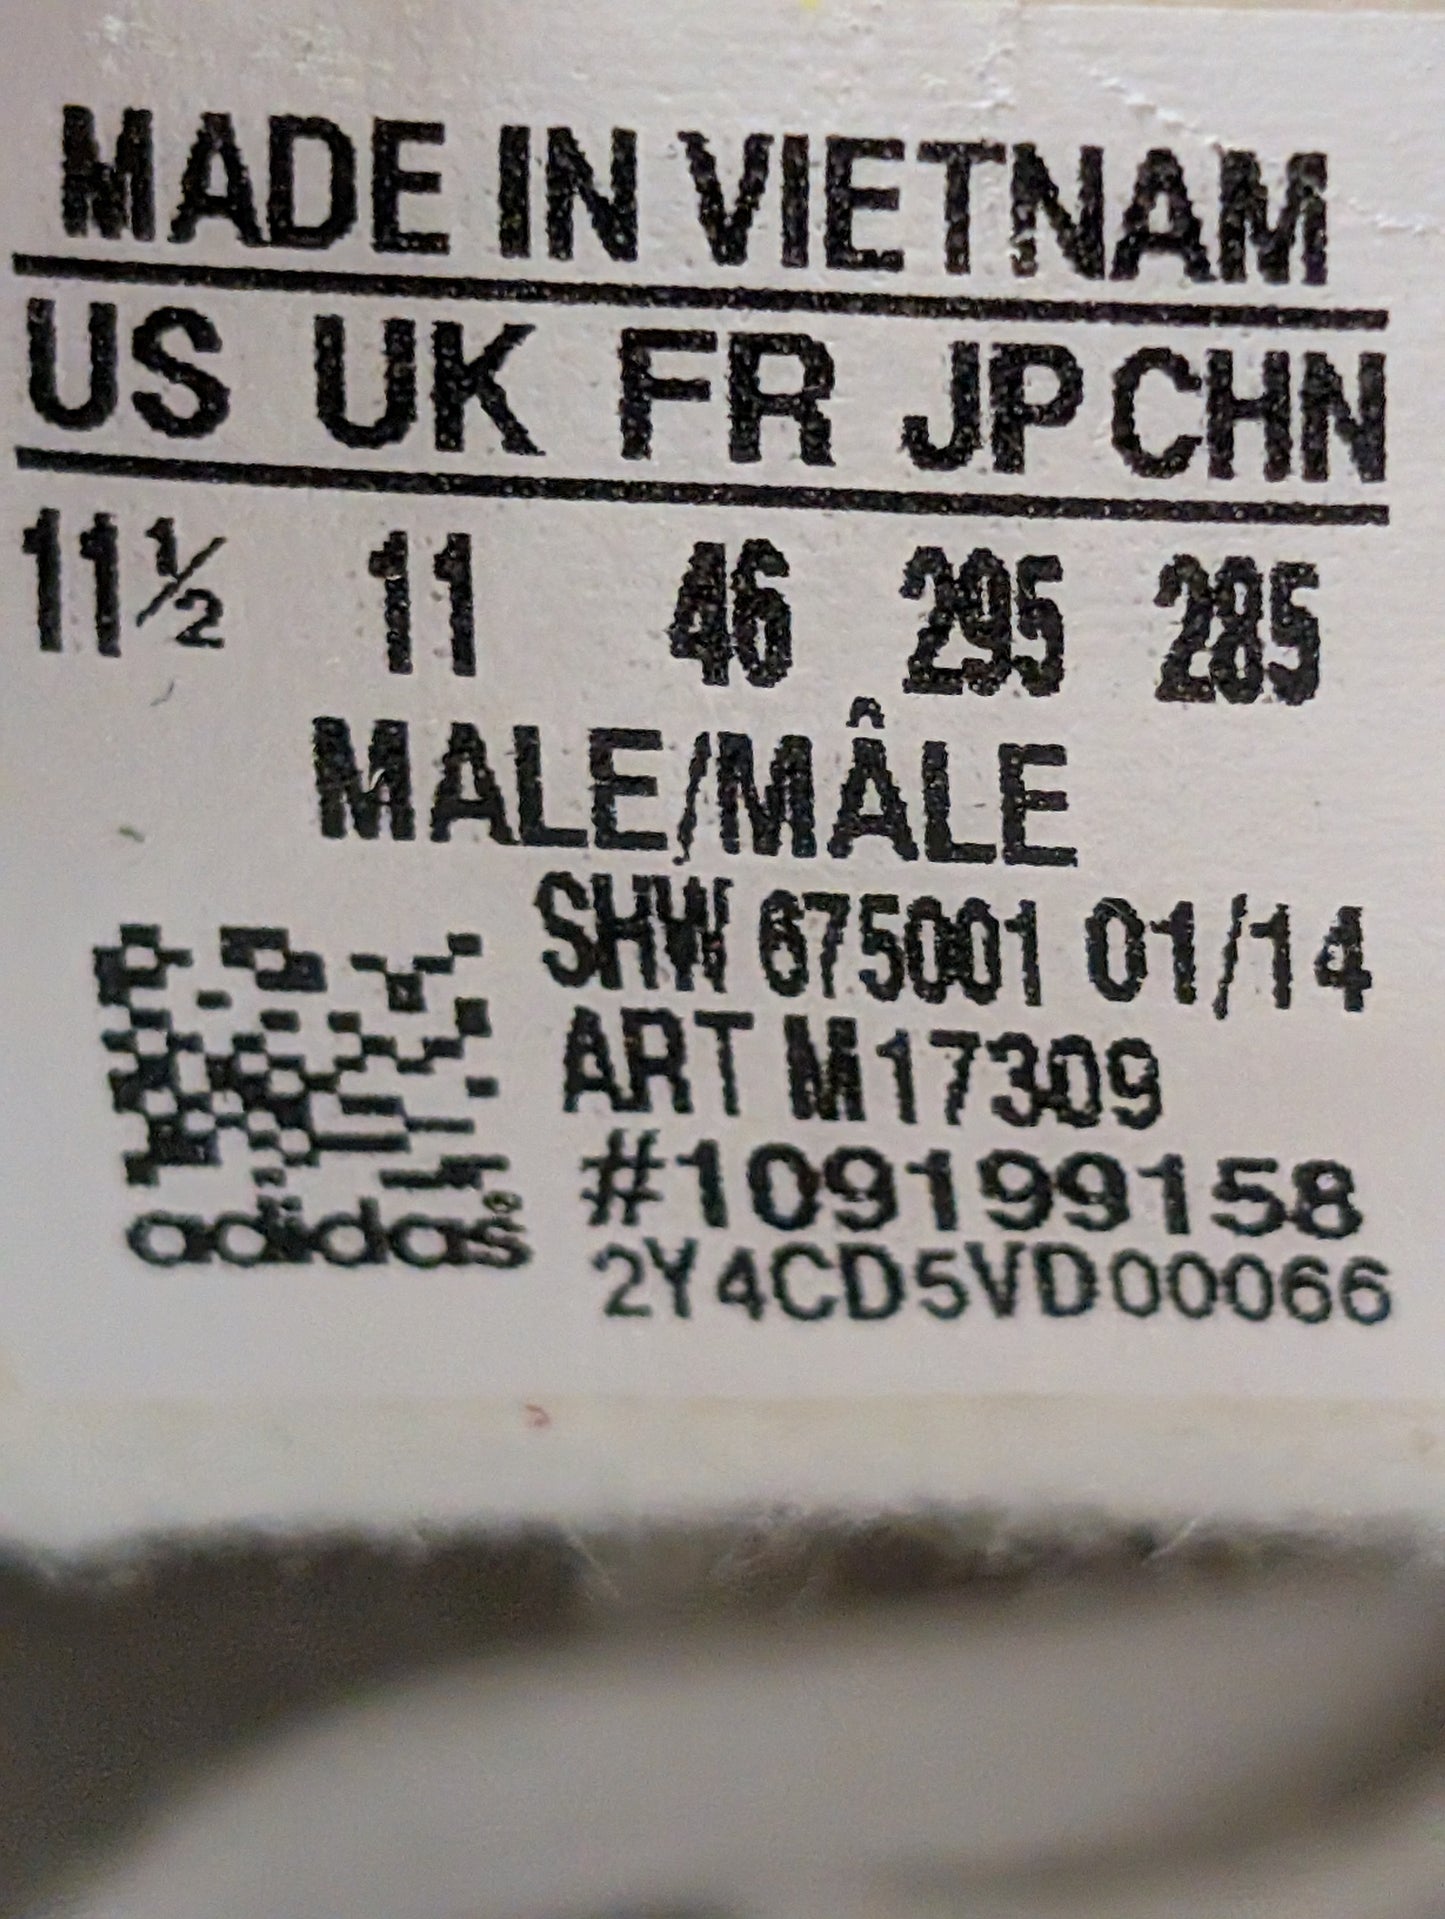 MADE IN VIETNAM
US UK FR JP CHN
11½ 11 46 295 285
MALE/MÂLE
SHW 675001 01/14
ART M17309
#109199158
adidas®
2Y4CD5VD00066